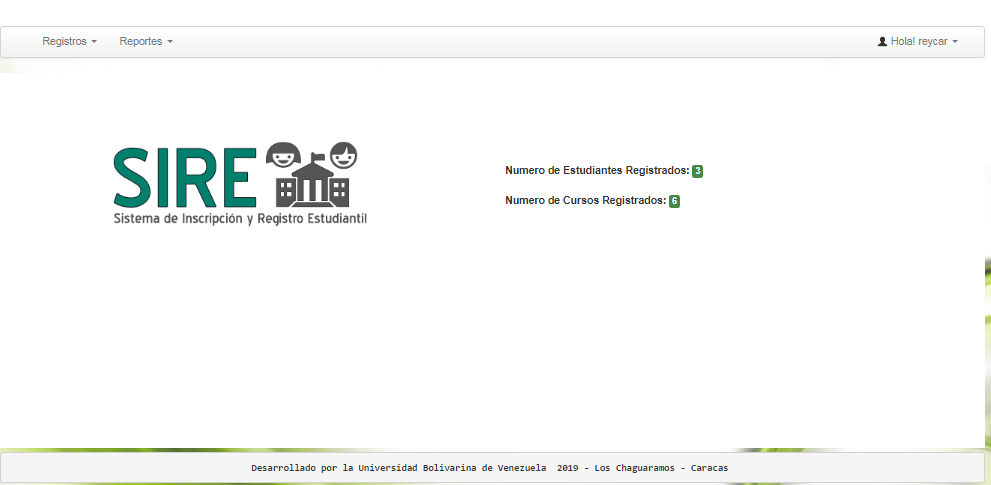 Registros Reportes Hola! reycar
SIRE
Sistema de Inscripción y Registro Estudiantil
Numero de Estudiantes Registrados: 3
Numero de Cursos Registrados: 6
Desarrollado por la Universidad Bolivarina de Venezuela 2019 - Los Chaguaramos - Caracas